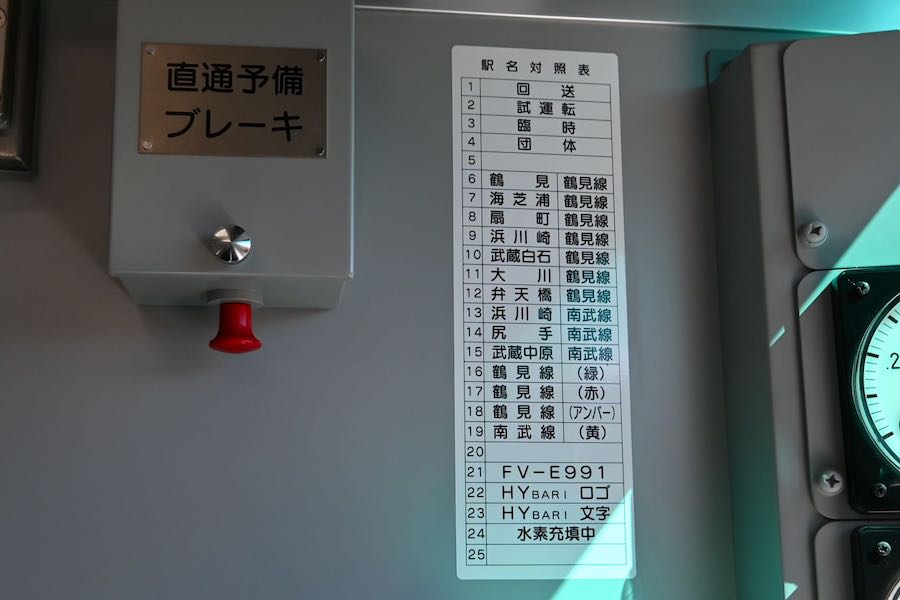 直通予備
ブレーキ
駅名対照表
1 回送
2 試運転
3 臨時
4 団体
5
6 鶴見 鶴見線
7 海芝浦 鶴見線
8 扇町 鶴見線
9 浜川崎 鶴見線
10 武蔵白石 鶴見線
11 大川 鶴見線
12 弁天橋 鶴見線
13 浜川崎 南武線
14 尻手 南武線
15 武蔵中原 南武線
16 鶴見線 (緑)
17 鶴見線 (赤)
18 鶴見線 (アンバー)
19 南武線 (黄)
20
21 FV-E991
22 HYBARI ロゴ
23 HYBARI 文字
24 水素充填中
25
.2